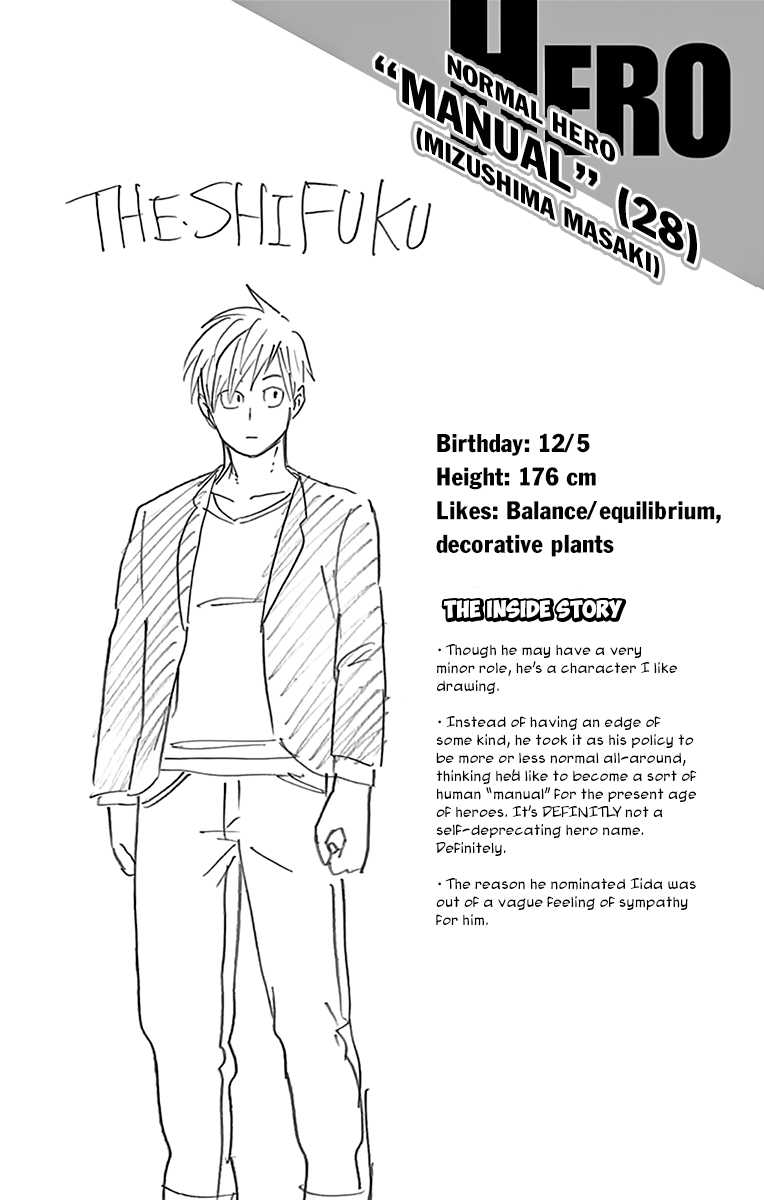 HERO
NORMAL HERO
“MANUAL” (28)
(MIZUSHIMA MASAKI)
THE·SHIFUKU
Birthday: 12/5
Height: 176 cm
Likes: Balance/equilibrium,
decorative plants
THE INSIDE STORY
· Though he may have a very
minor role, he's a character I like
drawing.
· Instead of having an edge of
some kind, he took it as his policy to
be more or less normal all-around,
thinking he'd like to become a sort of
human "manual" for the present age
of heroes. It's DEFINITLY not a
self-deprecating hero name.
Definitely.
· The reason he nominated Iida was
out of a vague feeling of sympathy
for him.